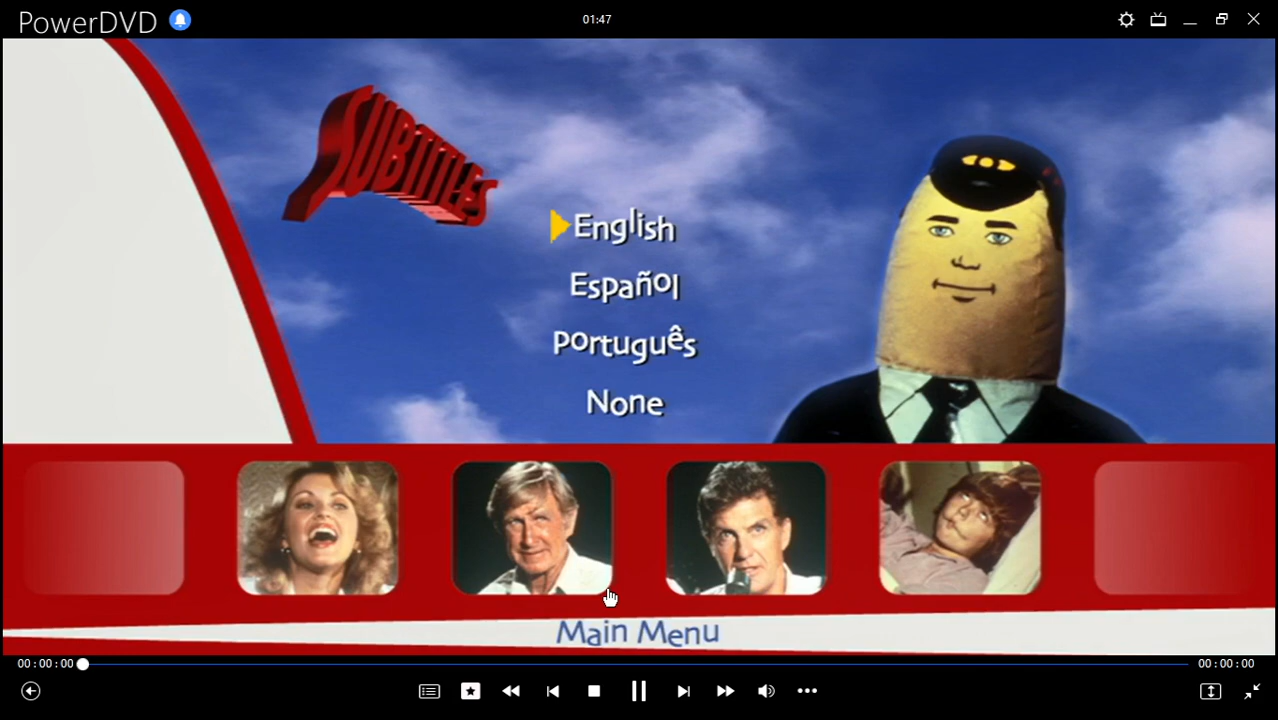 PowerDVD
01:47
SUBTITLES
English
Español
Português
None
Main Menu
00:00:00
00:00:00